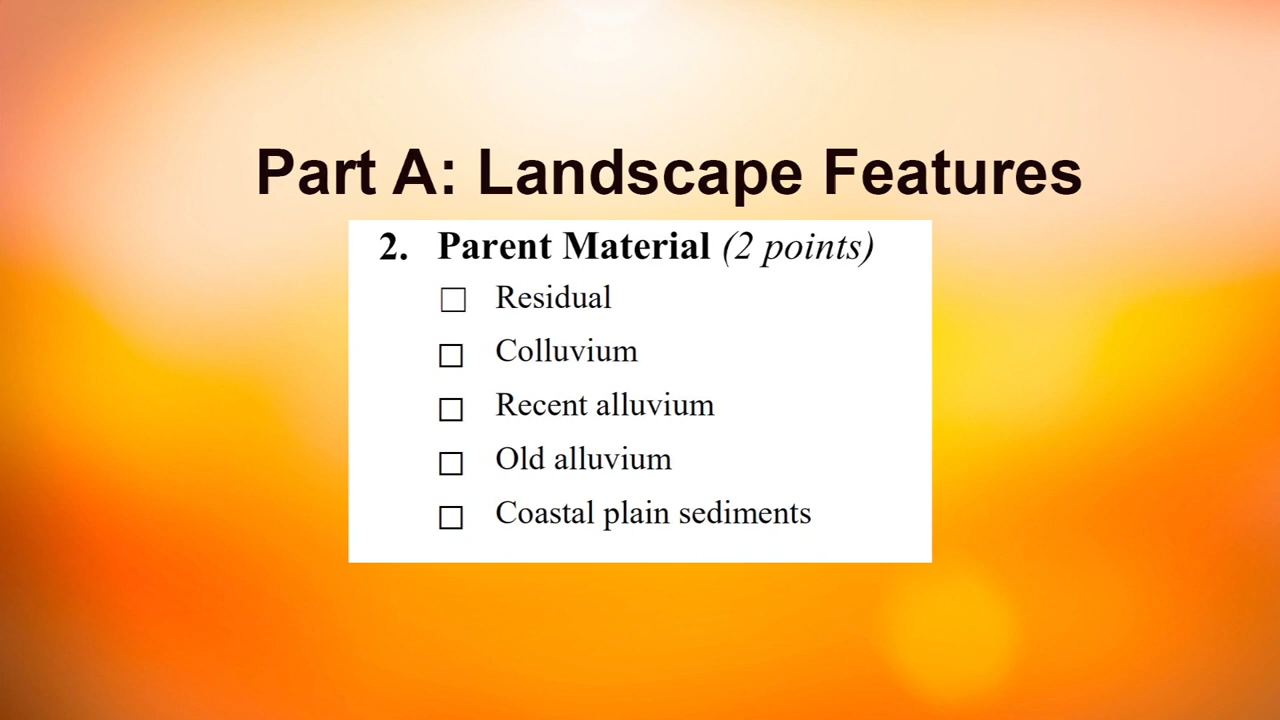 Part A: Landscape Features
2. Parent Material (2 points)
☐ Residual
☐ Colluvium
☐ Recent alluvium
☐ Old alluvium
☐ Coastal plain sediments